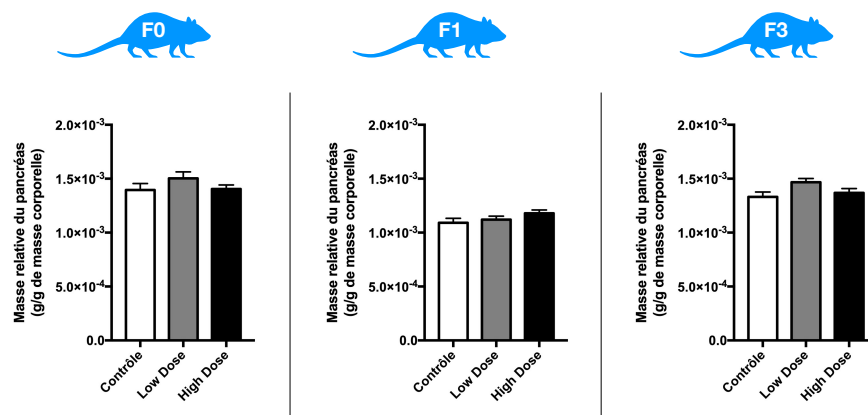 F0
F1
F3
Masse relative du pancréas
(g/g de masse corporelle)
2.0×10⁻³
1.5×10⁻³
1.0×10⁻³
5.0×10⁻⁴
0.0
Contrôle
Low Dose
High Dose
Masse relative du pancréas
(g/g de masse corporelle)
2.0×10⁻³
1.5×10⁻³
1.0×10⁻³
5.0×10⁻⁴
0.0
Contrôle
Low Dose
High Dose
Masse relative du pancréas
(g/g de masse corporelle)
2.0×10⁻³
1.5×10⁻³
1.0×10⁻³
5.0×10⁻⁴
0.0
Contrôle
Low Dose
High Dose